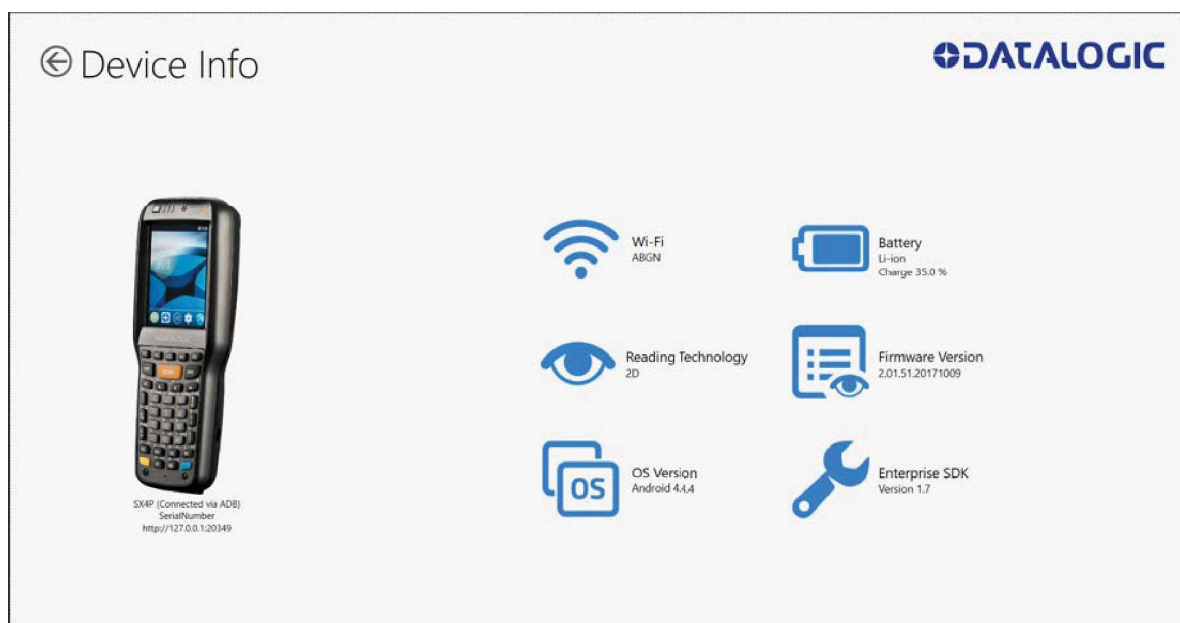 Device Info
DATALOGIC
Wi-Fi
ABGN
Battery
Li-ion
Charge 35.0 %
Reading Technology
2D
Firmware Version
2.01.51.20171009
OS
OS Version
Android 4.4.4
Enterprise SDK
Version 1.7
SX4P (Connected via ADB)
SerialNumber
http://127.0.0.1:20349